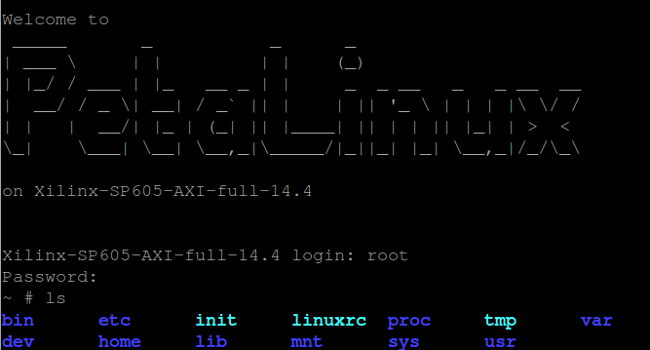 Welcome to
PetaLinux
on Xilinx-SP605-AXI-full-14.4
Xilinx-SP605-AXI-full-14.4 login: root
Password:
~ # ls
bin etc init linuxrc proc tmp var
dev home lib mnt sys usr